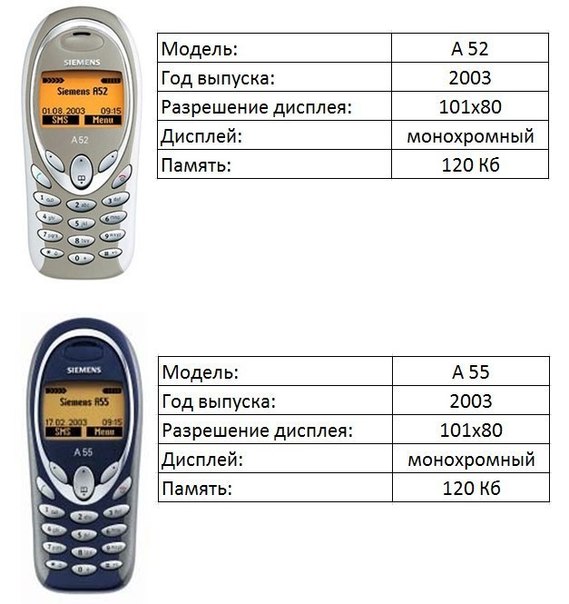 SIEMENS
Siemens A52
01.08.2003 09:15
SMS Menu
A 52
Модель: А 52
Год выпуска: 2003
Разрешение дисплея: 101x80
Дисплей: монохромный
Память: 120 Кб
SIEMENS
Siemens A55
17.02.2003 09:15
SMS Menu
A 55
Модель: А 55
Год выпуска: 2003
Разрешение дисплея: 101x80
Дисплей: монохромный
Память: 120 Кб